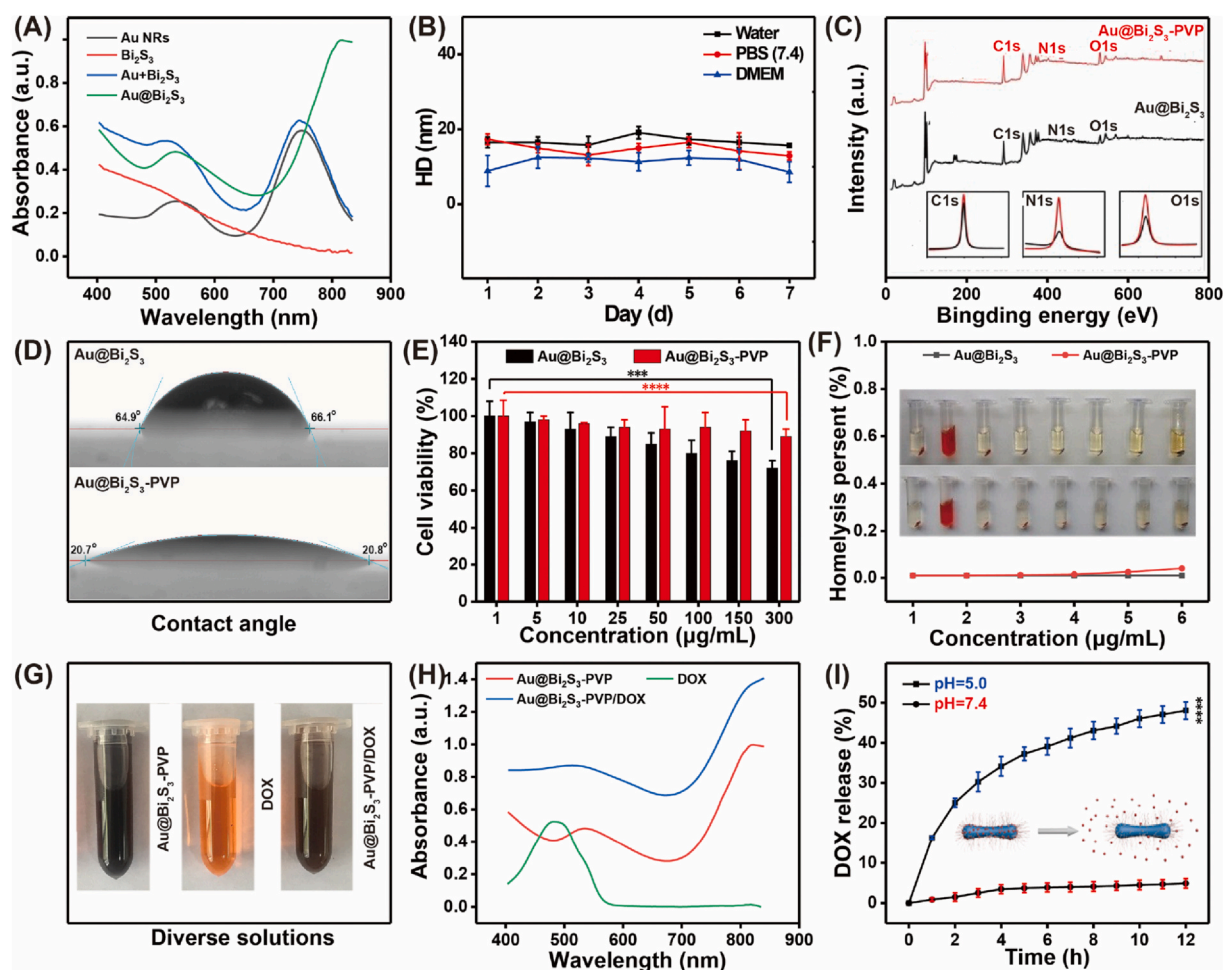 (A)
Au NRs
Bi₂S₃
Au+Bi₂S₃
Au@Bi₂S₃
Absorbance (a.u.)
1.0
0.8
0.6
0.4
0.2
0.0
400 500 600 700 800 900
Wavelength (nm)
(B)
Water
PBS (7.4)
DMEM
HD (nm)
40
20
0
1 2 3 4 5 6 7
Day (d)
(C)
Au@Bi₂S₃-PVP
C1s N1s O1s
Au@Bi₂S₃
C1s N1s O1s
C1s N1s O1s
Intensity (a.u.)
0 200 400 600 800
Bingding energy (eV)
(D)
Au@Bi₂S₃
64.9° 66.1°
Au@Bi₂S₃-PVP
20.7° 20.8°
Contact angle
(E)
Au@Bi₂S₃ Au@Bi₂S₃-PVP
***
****
Cell viability (%)
140
120
100
80
60
40
20
0
1 5 10 25 50 100 150 300
Concentration (μg/mL)
(F)
Au@Bi₂S₃ Au@Bi₂S₃-PVP
Homelysis persent (%)
1.0
0.8
0.6
0.4
0.2
0.0
1 2 3 4 5 6
Concentration (μg/mL)
(G)
Au@Bi₂S₃-PVP
DOX
Au@Bi₂S₃-PVP/DOX
Diverse solutions
(H)
Au@Bi₂S₃-PVP DOX
Au@Bi₂S₃-PVP/DOX
Absorbance (a.u.)
1.4
1.2
1.0
0.8
0.6
0.4
0.2
0.0
400 500 600 700 800 900
Wavelength (nm)
(I)
pH=5.0
pH=7.4
****
DOX release (%)
50
40
30
20
10
0
0 2 4 6 8 10 12
Time (h)